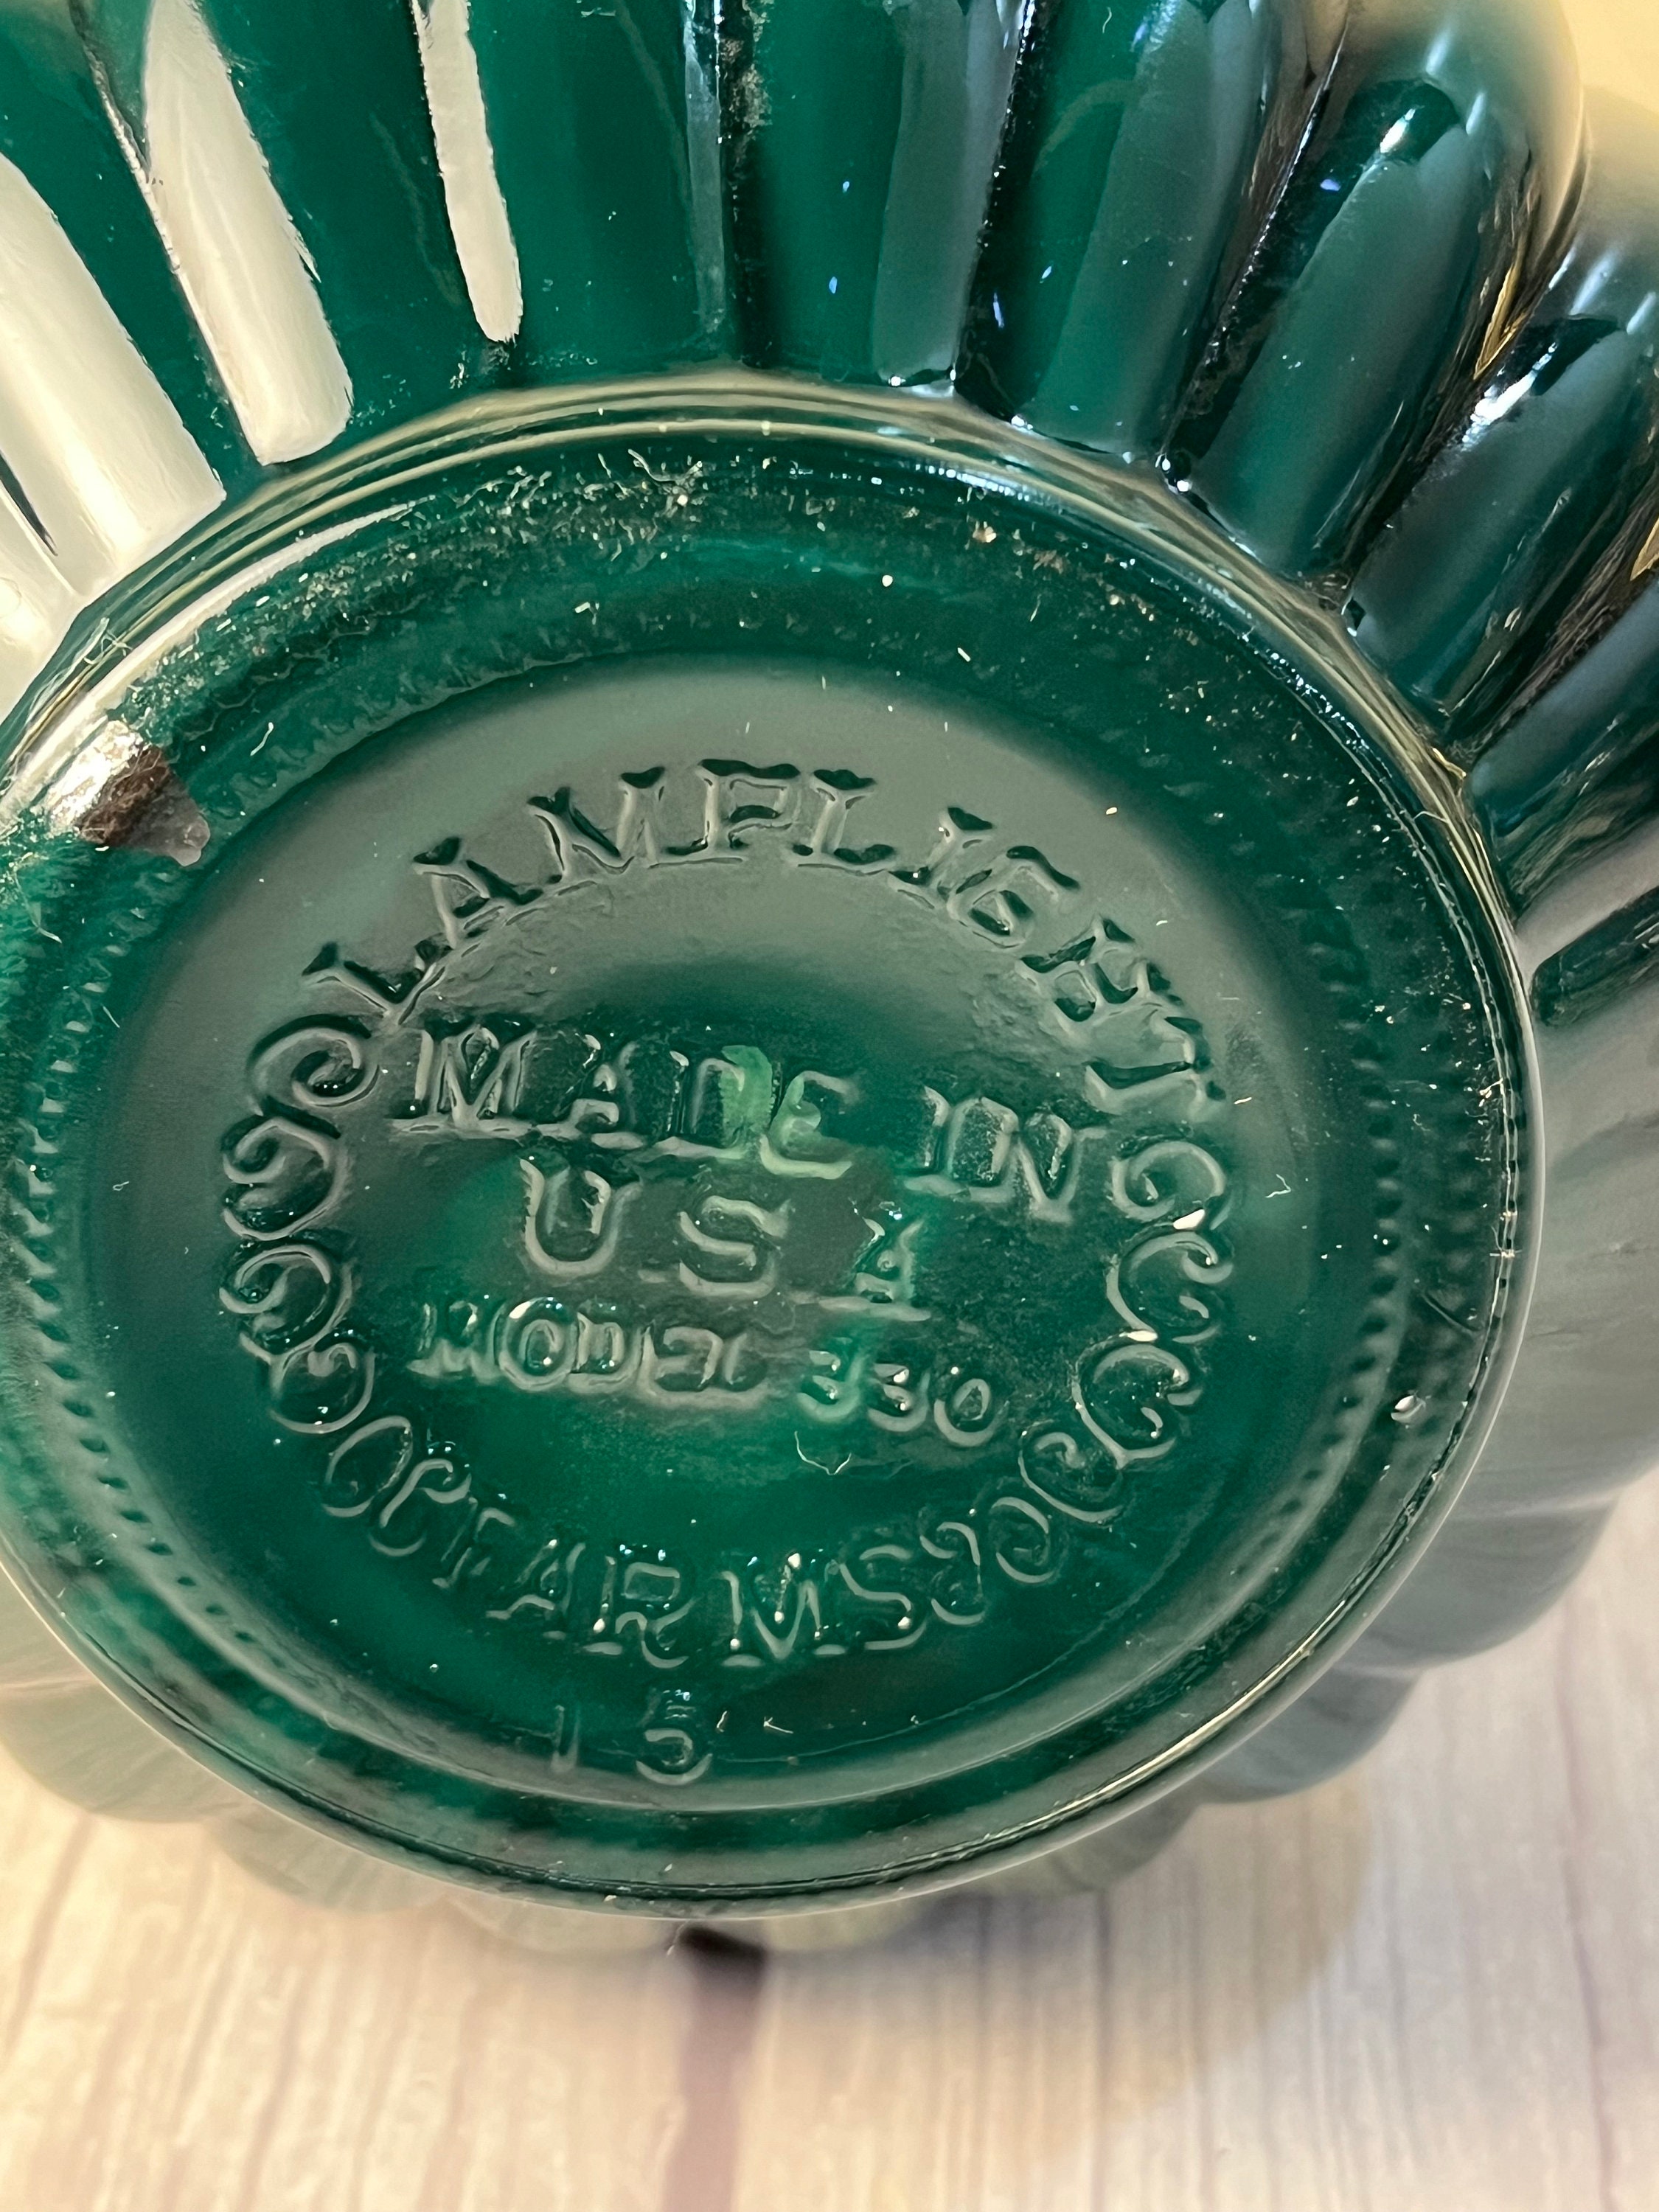 LAMPLIGHT
MADE IN
U.S.A
MODEL 330
FARMS
15